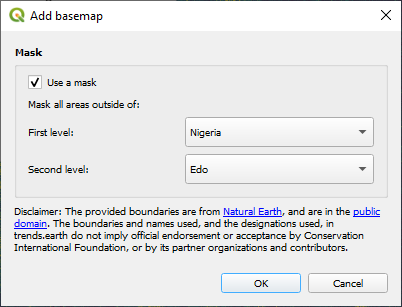 Add basemap
Mask
Use a mask
Mask all areas outside of:
First level:
Nigeria
Second level:
Edo
Disclaimer: The provided boundaries are from Natural Earth, and are in the public
domain. The boundaries and names used, and the designations used, in
trends.earth do not imply official endorsement or acceptance by Conservation
International Foundation, or by its partner organizations and contributors.
OK
Cancel